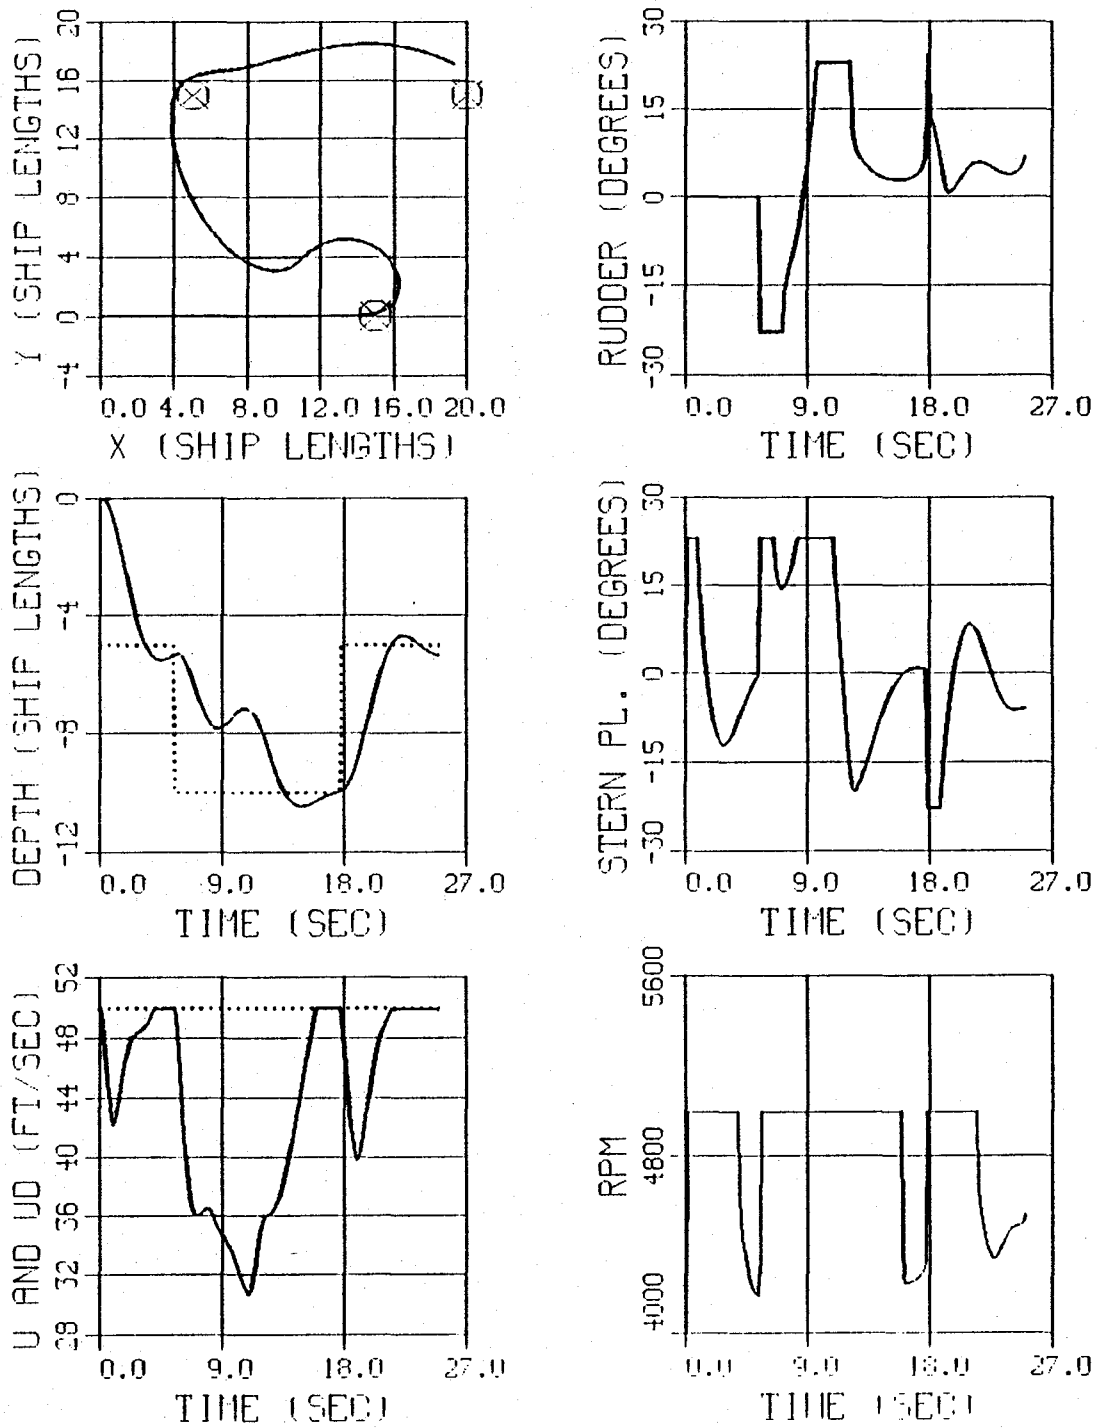 20
16
12
8
4
0
-4
Y (SHIP LENGTHS)
0.0 4.0 8.0 12.0 16.0 20.0
X (SHIP LENGTHS)
30
15
0
-15
-30
RUDDER (DEGREES)
0.0 9.0 18.0 27.0
TIME (SEC)
0
-4
-8
-12
DEPTH (SHIP LENGTHS)
0.0 9.0 18.0 27.0
TIME (SEC)
30
15
0
-15
-30
STERN PL. (DEGREES)
0.0 9.0 18.0 27.0
TIME (SEC)
52
48
44
40
36
32
28
U AND UD (FT/SEC)
0.0 9.0 18.0 27.0
TIME (SEC)
5600
4800
4000
RPM
0.0 9.0 18.0 27.0
TIME (SEC)